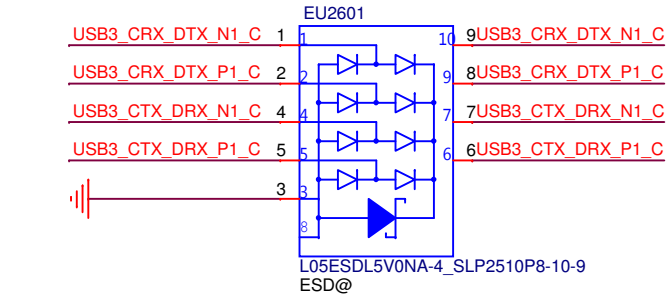 EU2601
USB3_CRX_DTX_N1_C 1 1 10 9 USB3_CRX_DTX_N1_C
USB3_CRX_DTX_P1_C 2 2 9 8 USB3_CRX_DTX_P1_C
USB3_CTX_DRX_N1_C 4 4 7 7 USB3_CTX_DRX_N1_C
USB3_CTX_DRX_P1_C 5 5 6 6 USB3_CTX_DRX_P1_C
3 3
8
L05ESDL5V0NA-4_SLP2510P8-10-9
ESD@